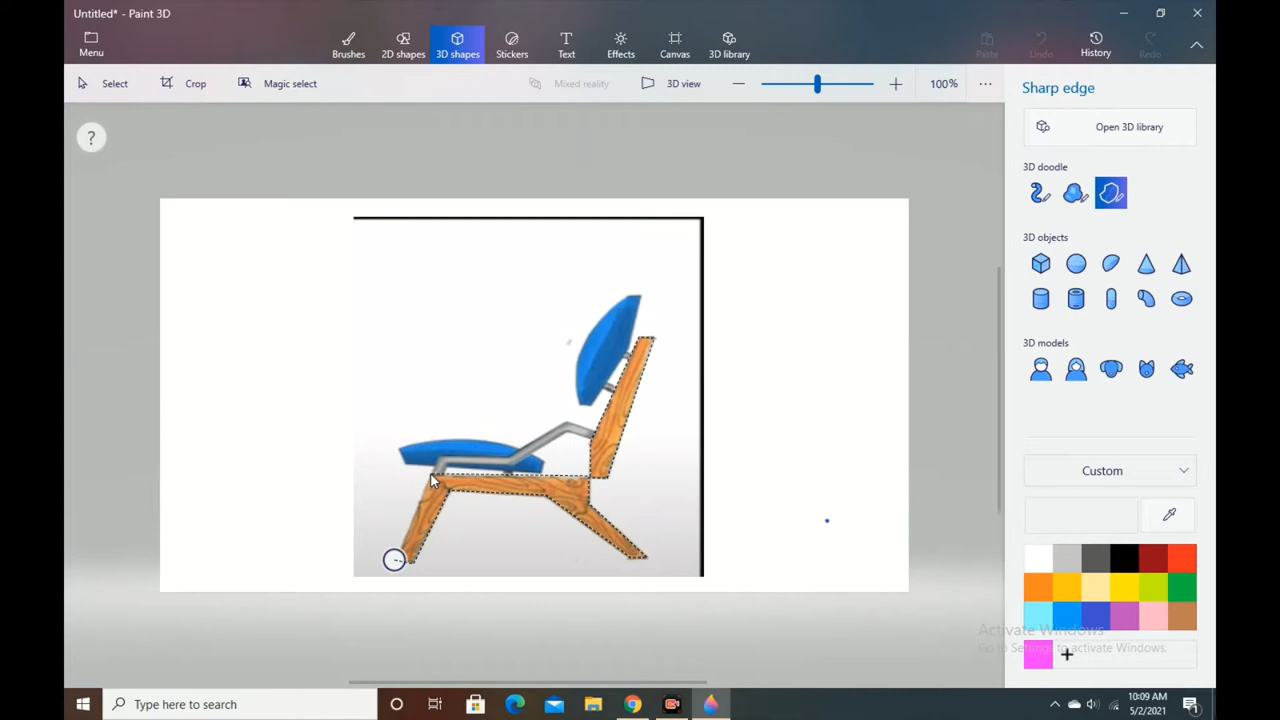 Untitled* - Paint 3D
Menu
Brushes
2D shapes
3D shapes
Stickers
Text
Effects
Canvas
3D library
Paste
Undo
History
Redo
Select
Crop
Magic select
Mixed reality
3D view
100%
Sharp edge
Open 3D library
3D doodle
3D objects
3D models
Custom
Activate Windows
Go to Settings to activate Windows.
Type here to search
10:09 AM
5/2/2021